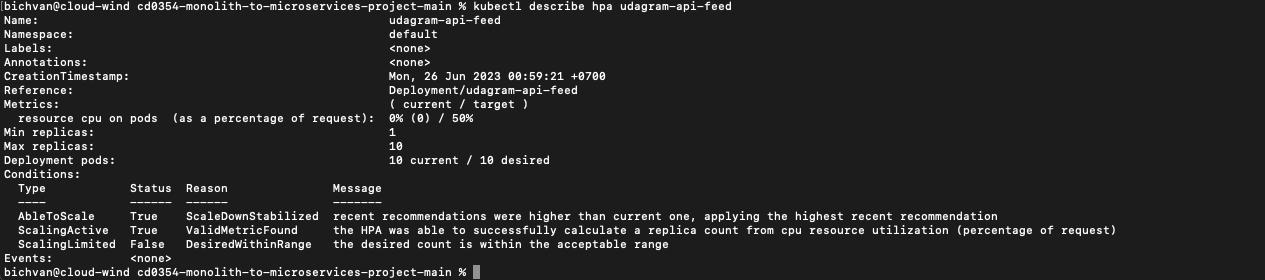 [bichvan@cloud-wind cd0354-monolith-to-microservices-project-main % kubectl describe hpa udagram-api-feed
Name: udagram-api-feed
Namespace: default
Labels: <none>
Annotations: <none>
CreationTimestamp: Mon, 26 Jun 2023 00:59:21 +0700
Reference: Deployment/udagram-api-feed
Metrics: ( current / target )
resource cpu on pods (as a percentage of request): 0% (0) / 50%
Min replicas: 1
Max replicas: 10
Deployment pods: 10 current / 10 desired
Conditions:
Type Status Reason Message
---- ------ ------ -------
AbleToScale True ScaleDownStabilized recent recommendations were higher than current one, applying the highest recent recommendation
ScalingActive True ValidMetricFound the HPA was able to successfully calculate a replica count from cpu resource utilization (percentage of request)
ScalingLimited False DesiredWithinRange the desired count is within the acceptable range
Events: <none>
bichvan@cloud-wind cd0354-monolith-to-microservices-project-main %